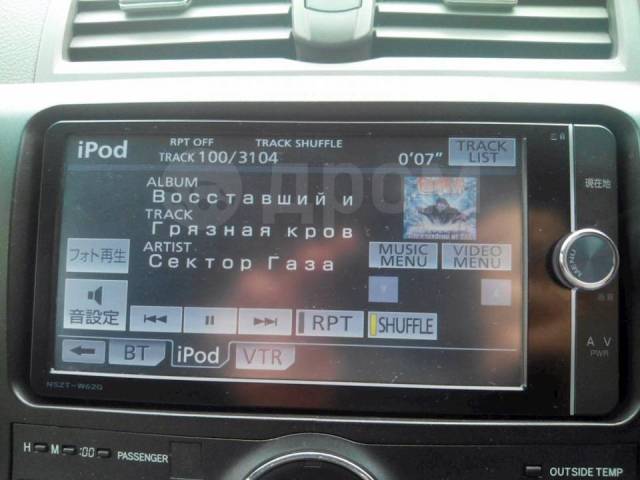 iPod
RPT OFF
TRACK SHUFFLE
TRACK 100/3104
0'07"
TRACK LIST
ALBUM
Восставший и
TRACK
Грязная кров
ARTIST
Сектор Газа
フォト再生
MUSIC MENU
VIDEO MENU
音設定
RPT
SHUFFLE
BT
iPod
VTR
現在地
MENU
AV
PWR
NSZT-W62G
дром
H
M
:00
PASSENGER
OUTSIDE TEMP